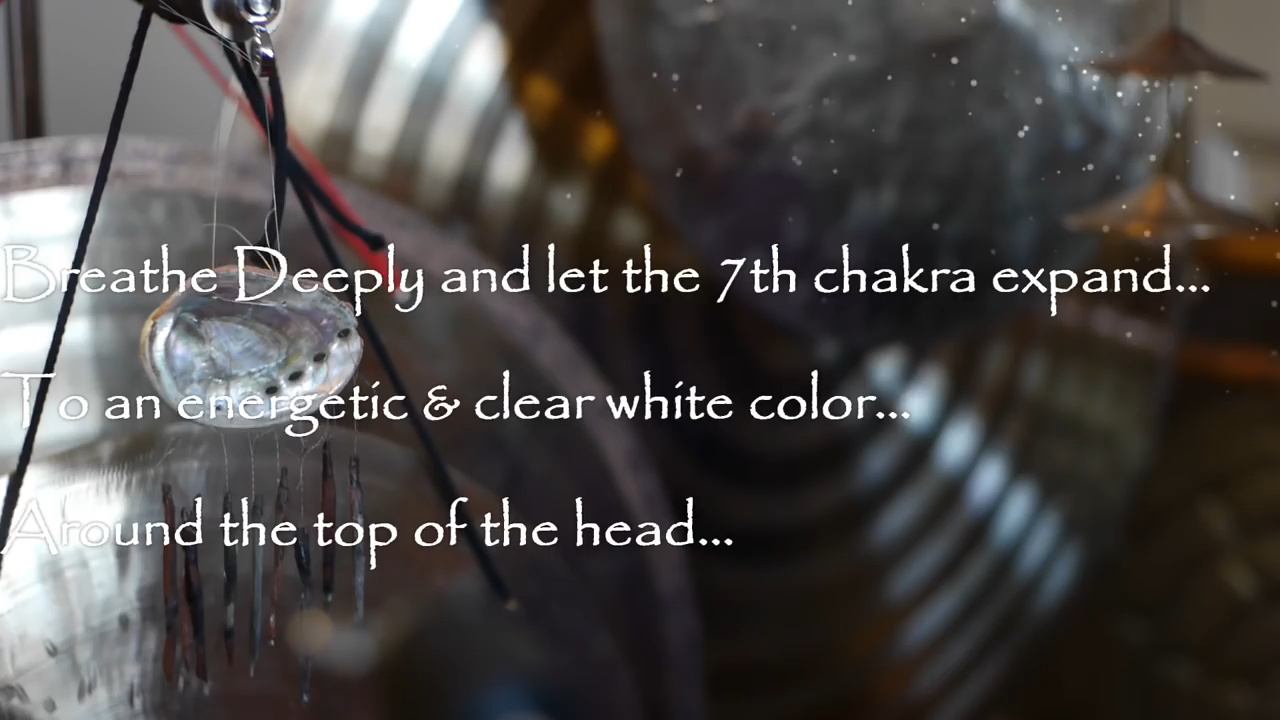 Breathe Deeply and let the 7th chakra expand...
To an energetic & clear white color...
Around the top of the head...